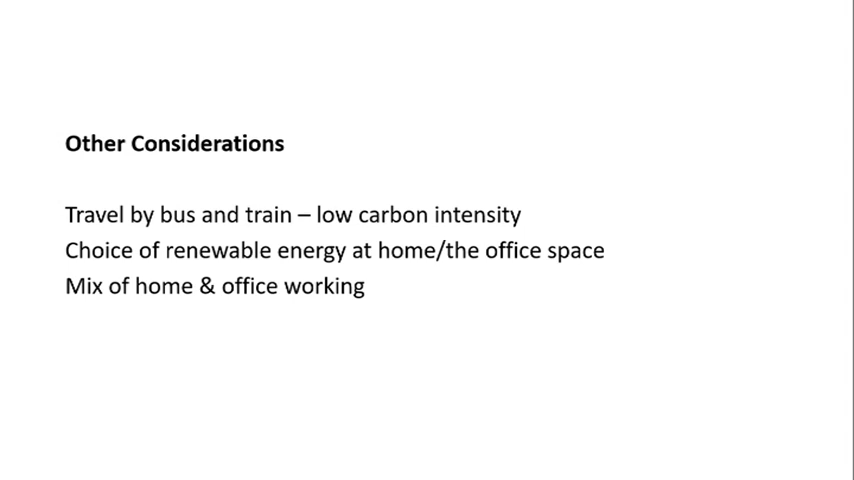 Other Considerations
Travel by bus and train – low carbon intensity
Choice of renewable energy at home/the office space
Mix of home & office working